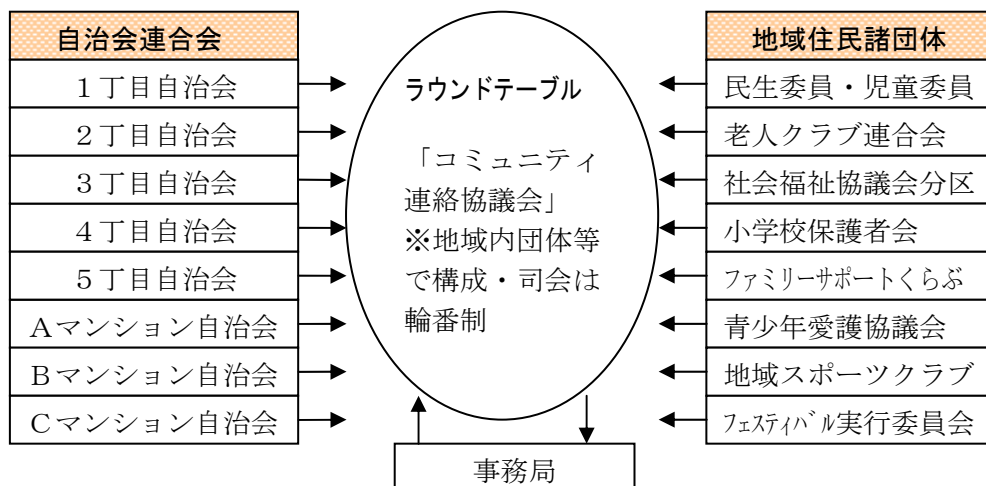 自治会連合会
1丁目自治会
2丁目自治会
3丁目自治会
4丁目自治会
5丁目自治会
Aマンション自治会
Bマンション自治会
Cマンション自治会
ラウンドテーブル
「コミュニティ
連絡協議会」
※地域内団体等
で構成・司会は
輪番制
事務局
地域住民諸団体
民生委員・児童委員
老人クラブ連合会
社会福祉協議会分区
小学校保護者会
ファミリーサポートくらぶ
青少年愛護協議会
地域スポーツクラブ
フェスティバル実行委員会